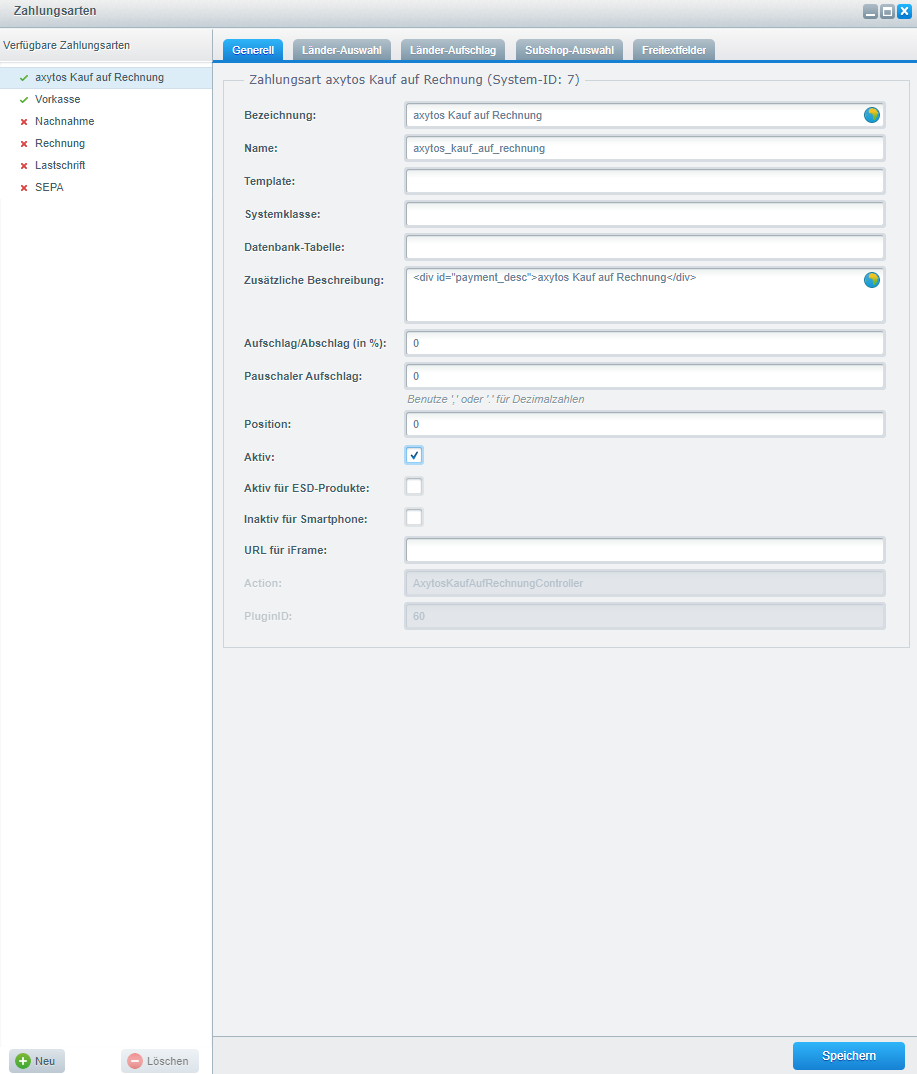 Zahlungsarten
Verfügbare Zahlungsarten
axytos Kauf auf Rechnung
Vorkasse
Nachnahme
Rechnung
Lastschrift
SEPA
Neu
Löschen
Generell
Länder-Auswahl
Länder-Aufschlag
Subshop-Auswahl
Freitextfelder
Zahlungsart axytos Kauf auf Rechnung (System-ID: 7)
Bezeichnung: axytos Kauf auf Rechnung
Name: axytos_kauf_auf_rechnung
Template:
Systemklasse:
Datenbank-Tabelle:
Zusätzliche Beschreibung: <div id="payment_desc">axytos Kauf auf Rechnung</div>
Aufschlag/Abschlag (in %): 0
Pauschaler Aufschlag: 0
Benutze ',' oder '.' für Dezimalzahlen
Position: 0
Aktiv:
Aktiv für ESD-Produkte:
Inaktiv für Smartphone:
URL für iFrame:
Action: AxytosKaufAufRechnungController
PluginID: 60
Speichern